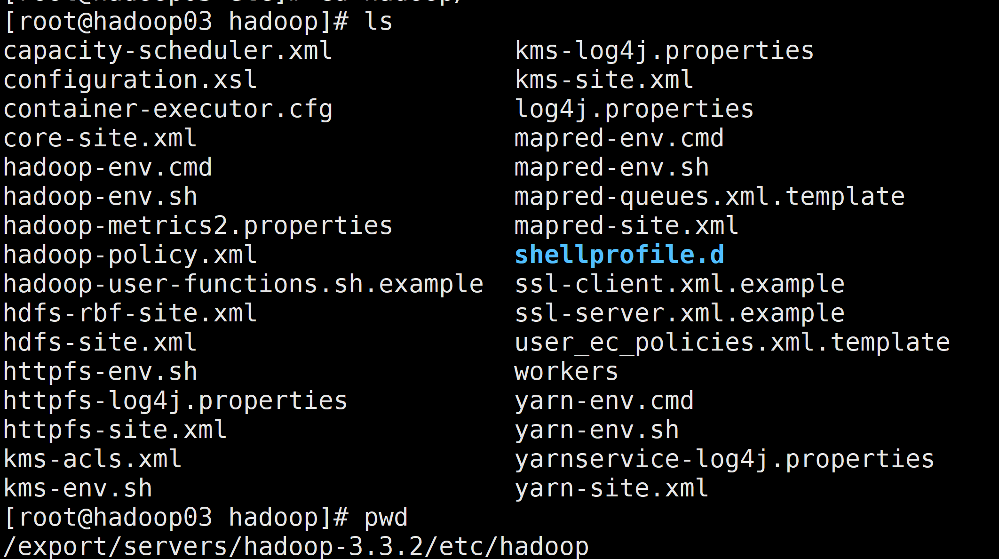 [root@hadoop03 etc]# cd hadoop/
[root@hadoop03 hadoop]# ls
capacity-scheduler.xml kms-log4j.properties
configuration.xsl kms-site.xml
container-executor.cfg log4j.properties
core-site.xml mapred-env.cmd
hadoop-env.cmd mapred-env.sh
hadoop-env.sh mapred-queues.xml.template
hadoop-metrics2.properties mapred-site.xml
hadoop-policy.xml shellprofile.d
hadoop-user-functions.sh.example ssl-client.xml.example
hdfs-rbf-site.xml ssl-server.xml.example
hdfs-site.xml user_ec_policies.xml.template
httpfs-env.sh workers
httpfs-log4j.properties yarn-env.cmd
httpfs-site.xml yarn-env.sh
kms-acls.xml yarnservice-log4j.properties
kms-env.sh yarn-site.xml
[root@hadoop03 hadoop]# pwd
/export/servers/hadoop-3.3.2/etc/hadoop